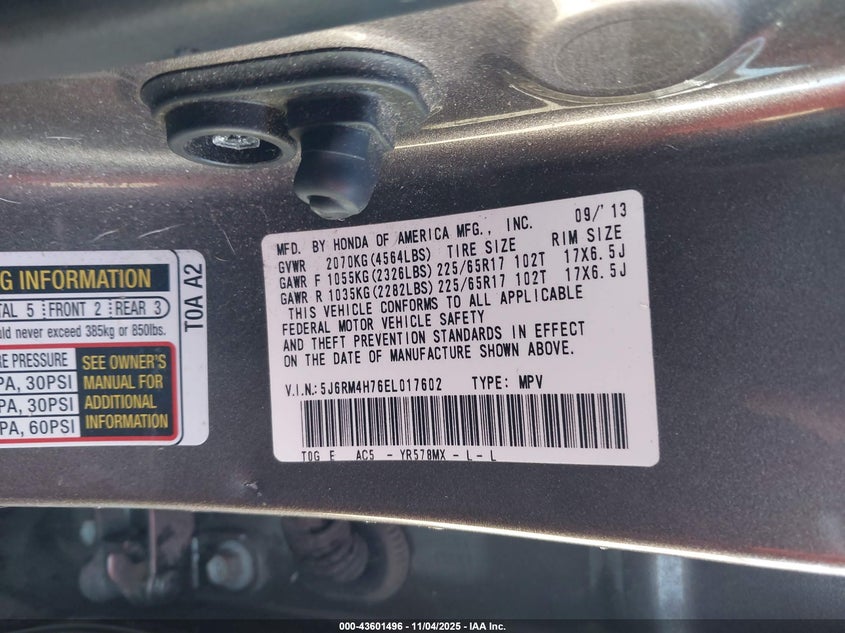 MFD. BY HONDA OF AMERICA MFG., INC. 09/'13
GVWR 2070KG(4564LBS) TIRE SIZE RIM SIZE
GAWR F 1055KG(2326LBS) 225/65R17 102T 17X6.5J
GAWR R 1035KG(2282LBS) 225/65R17 102T 17X6.5J
THIS VEHICLE CONFORMS TO ALL APPLICABLE
FEDERAL MOTOR VEHICLE SAFETY
AND THEFT PREVENTION STANDARDS IN EFFECT
ON THE DATE OF MANUFACTURE SHOWN ABOVE.
V.I.N.:5J6RM4H76EL017602 TYPE: MPV
TOG E AC5 - YR578MX - L - L
G INFORMATION
TAL 5 FRONT 2 REAR 3
uld never exceed 385kg or 850lbs.
RE PRESSURE
PA, 30PSI
PA, 30PSI
PA, 60PSI
SEE OWNER'S
MANUAL FOR
ADDITIONAL
INFORMATION
TOA A2
000-43601496 - 11/04/2025 - IAA Inc.